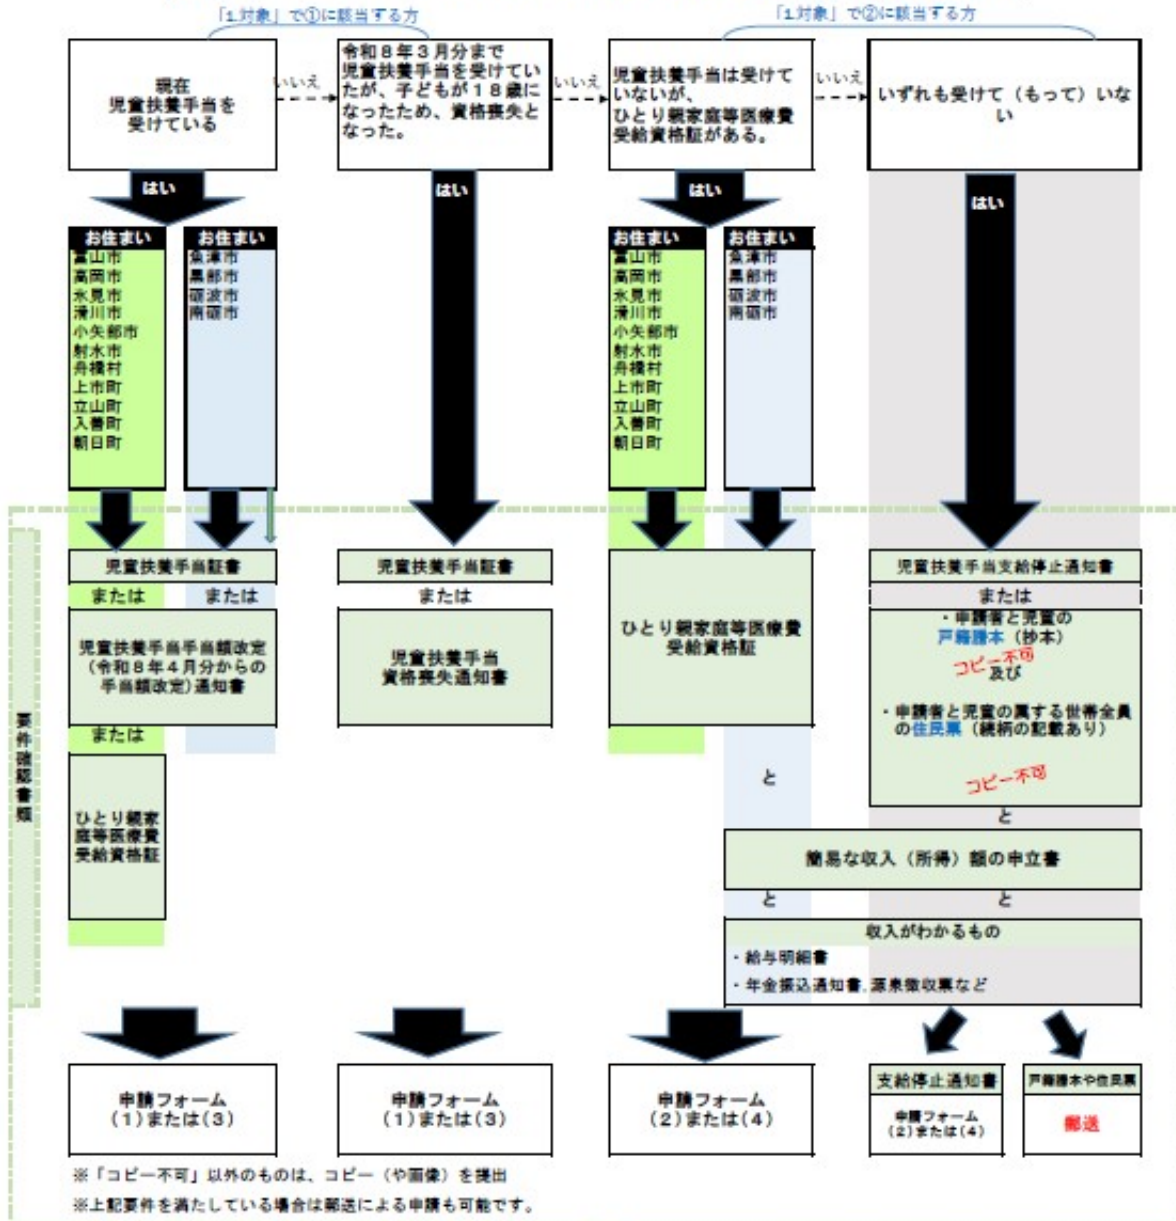 「1.対象」で①に該当する方
「1.対象」で②に該当する方
現在
児童扶養手当を
受けている
いいえ
令和８年３月分まで
児童扶養手当を受けてい
たが、子どもが１８歳に
なったため、資格喪失と
なった。
いいえ
児童扶養手当は受けて
いないが、
ひとり親家庭等医療費
受給資格証がある。
いいえ
いずれも受けて（もって）いな
い
はい
はい
はい
はい
お住まい
富山市
高岡市
氷見市
滑川市
小矢部市
射水市
舟橋村
上市町
立山町
入善町
朝日町
お住まい
魚津市
黒部市
砺波市
南砺市
お住まい
富山市
高岡市
氷見市
滑川市
小矢部市
射水市
舟橋村
上市町
立山町
入善町
朝日町
お住まい
魚津市
黒部市
砺波市
南砺市
要件確認書類
児童扶養手当証書
または
または
児童扶養手当手当額改定
（令和８年４月分からの
手当額改定）通知書
または
ひとり親家
庭等医療費
受給資格証
児童扶養手当証書
または
児童扶養手当
資格喪失通知書
ひとり親家庭等医療費
受給資格証
と
児童扶養手当支給停止通知書
または
・申請者と児童の
戸籍謄本（抄本）
コピー不可
及び
・申請者と児童の属する世帯全員
の住民票（続柄の記載あり）
コピー不可
と
簡易な収入（所得）額の申立書
と
と
収入がわかるもの
・給与明細書
・年金振込通知書、源泉徴収票など
申請フォーム
(１)または(３)
申請フォーム
(１)または(３)
申請フォーム
(２)または(４)
支給停止通知書
申請フォーム
(２)または(４)
戸籍謄本や住民票
郵送
※「コピー不可」以外のものは、コピー（や画像）を提出
※上記要件を満たしている場合は郵送による申請も可能です。